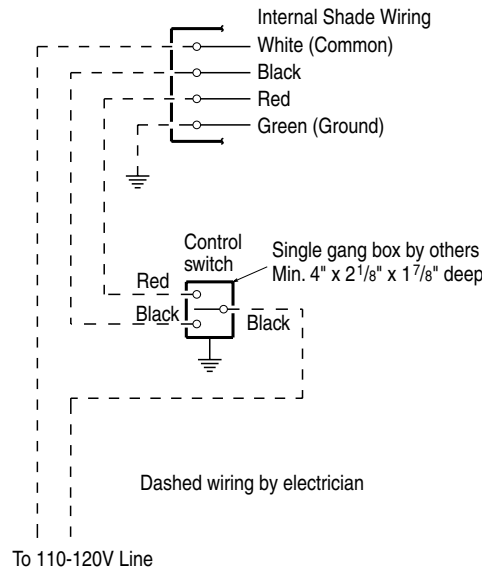 Internal Shade Wiring
White (Common)
Black
Red
Green (Ground)
Control
switch
Single gang box by others
Min. 4" x 2 1/8" x 1 7/8" deep
Red
Black
Black
Dashed wiring by electrician
To 110-120V Line